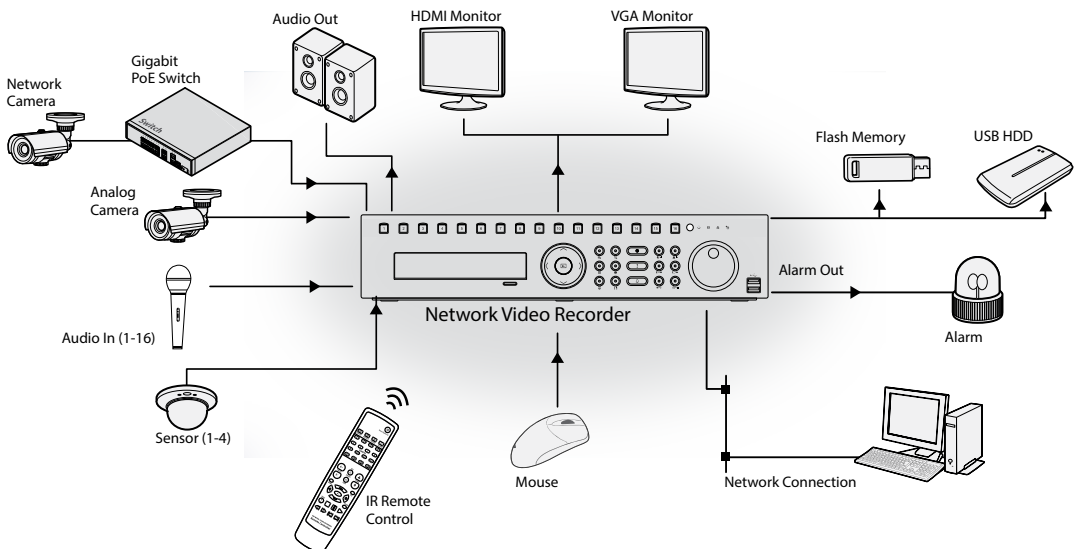 Audio Out
HDMI Monitor
VGA Monitor
Gigabit
PoE Switch
Network
Camera
Switch
Flash Memory
USB HDD
Analog
Camera
Alarm Out
Network Video Recorder
Audio In (1-16)
Alarm
Sensor (1-4)
Mouse
Network Connection
IR Remote
Control